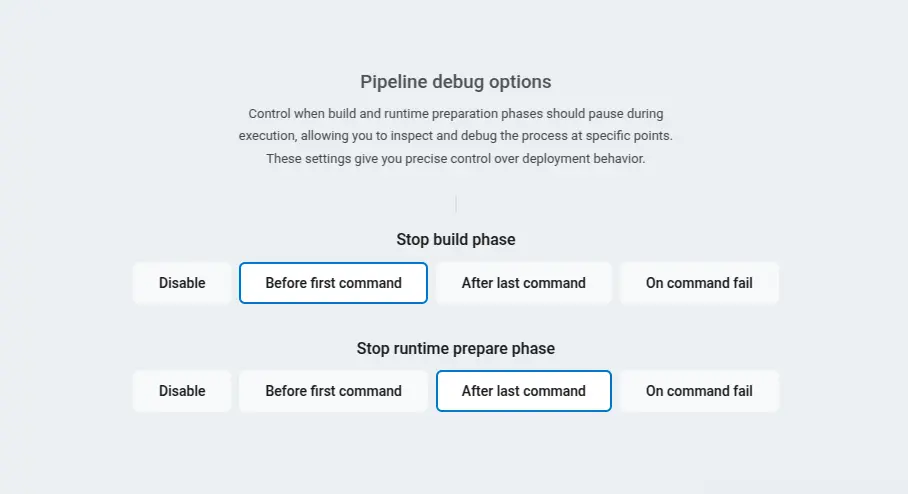 Pipeline debug options
Control when build and runtime preparation phases should pause during
execution, allowing you to inspect and debug the process at specific points.
These settings give you precise control over deployment behavior.
Stop build phase
Disable Before first command After last command On command fail
Stop runtime prepare phase
Disable Before first command After last command On command fail